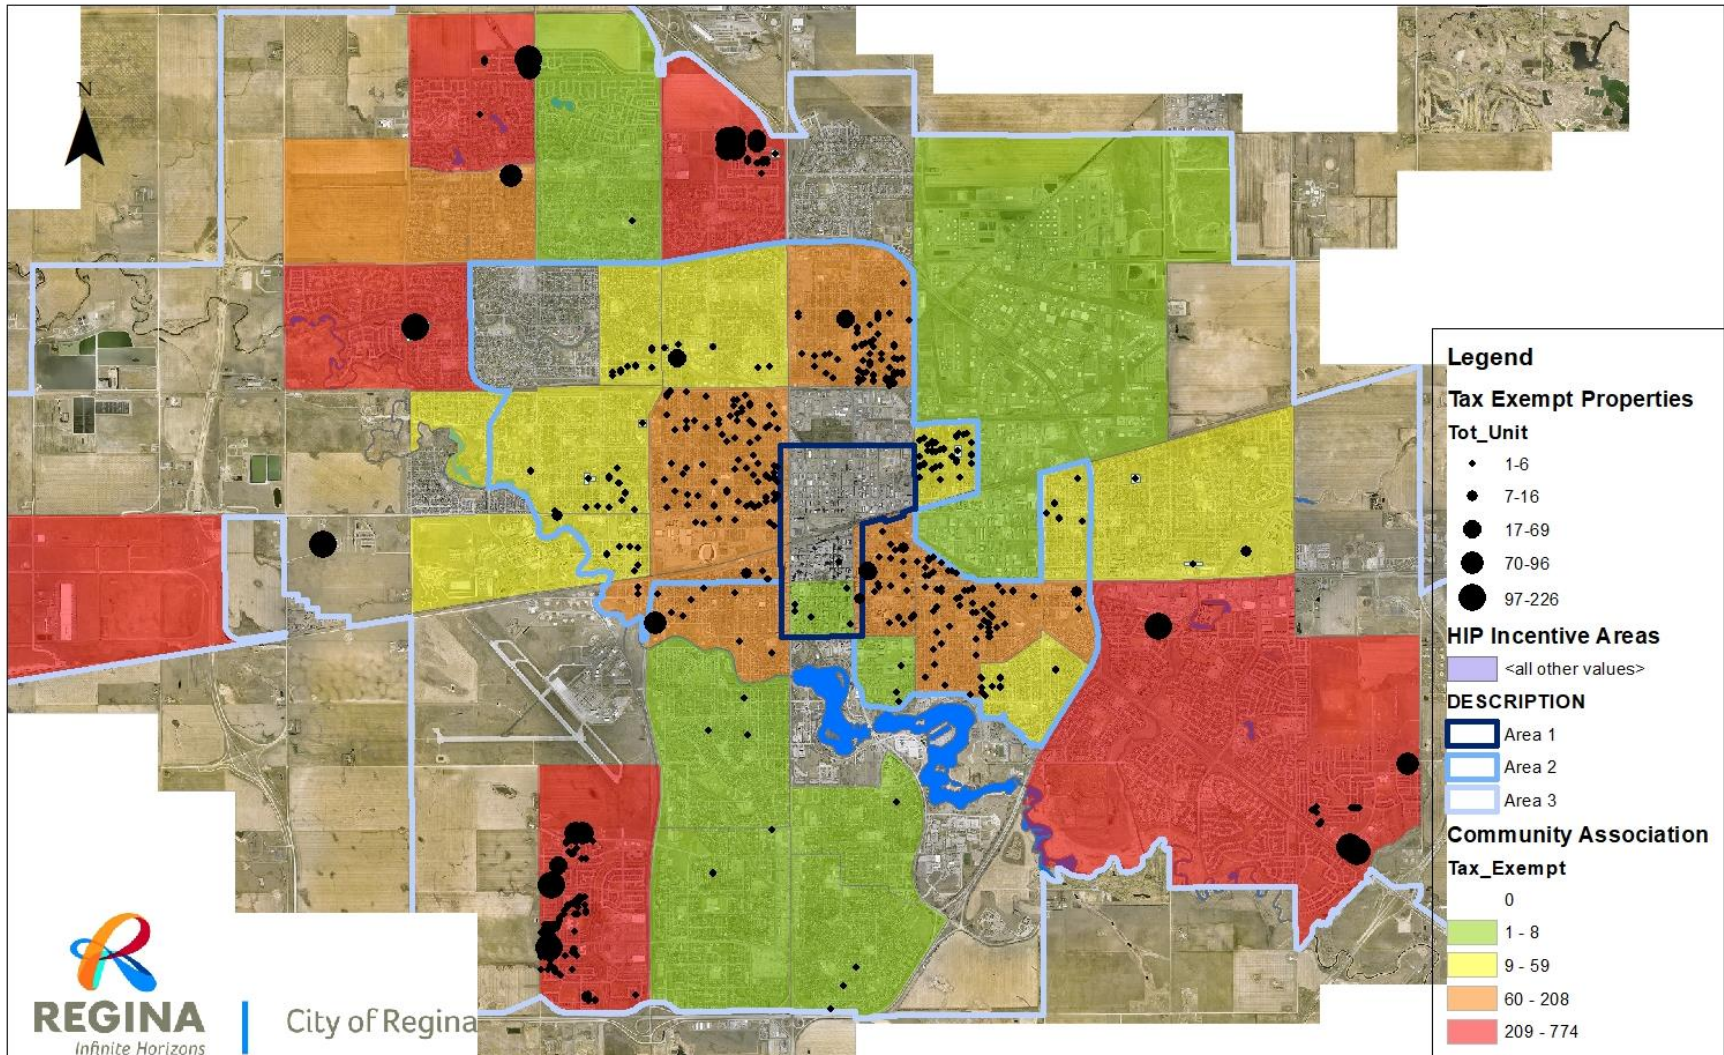 N
Legend
Tax Exempt Properties
Tot_Unit
1-6
7-16
17-69
70-96
97-226
HIP Incentive Areas
<all other values>
DESCRIPTION
Area 1
Area 2
Area 3
Community Association
Tax_Exempt
0
1 - 8
9 - 59
60 - 208
209 - 774
REGINA
Infinite Horizons
City of Regina